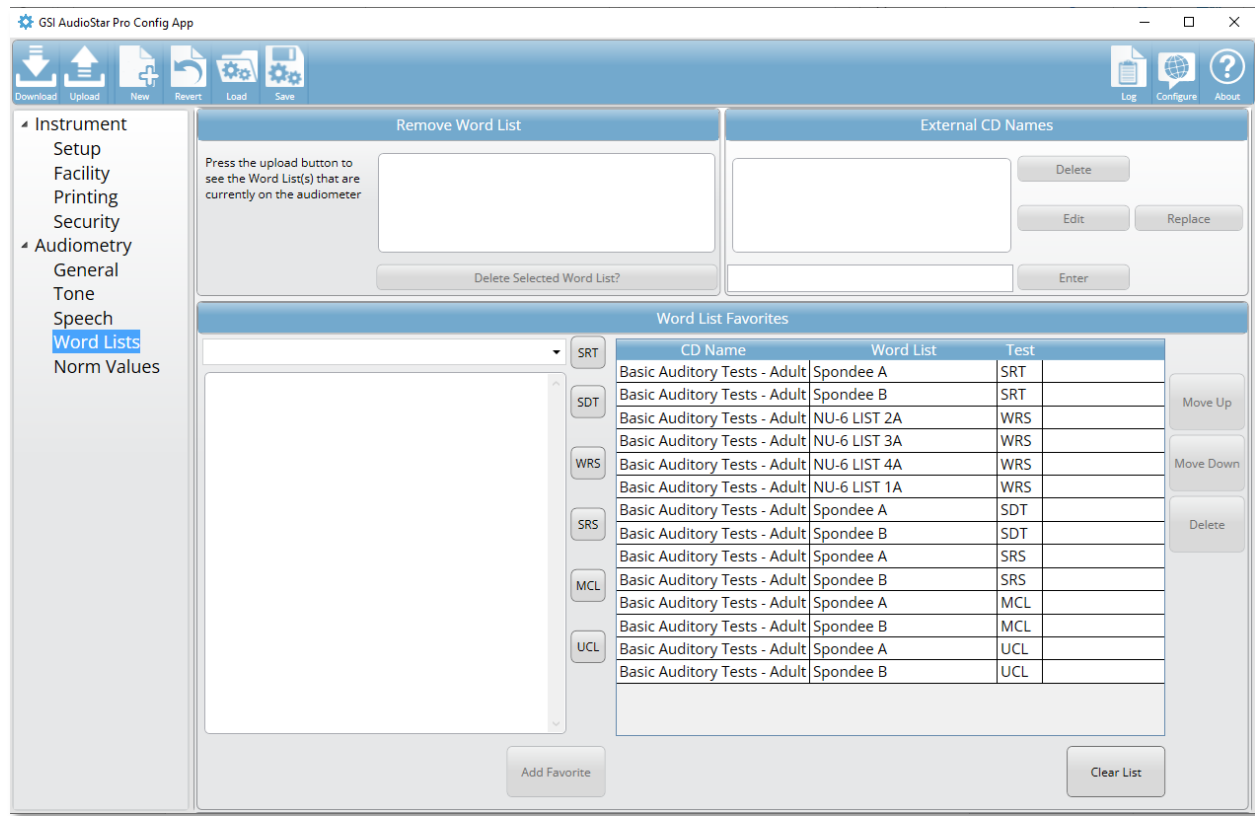 GSI AudioStar Pro Config App
Download Upload New Revert Load Save Log Configure About
Instrument
Setup
Facility
Printing
Security
Audiometry
General
Tone
Speech
Word Lists
Norm Values
Remove Word List
Press the upload button to
see the Word List(s) that are
currently on the audiometer
Delete Selected Word List?
External CD Names
Delete
Edit Replace
Enter
Word List Favorites
SRT
SDT
WRS
SRS
MCL
UCL
Add Favorite
CD Name Word List Test
Basic Auditory Tests - Adult Spondee A SRT
Basic Auditory Tests - Adult Spondee B SRT
Basic Auditory Tests - Adult NU-6 LIST 2A WRS
Basic Auditory Tests - Adult NU-6 LIST 3A WRS
Basic Auditory Tests - Adult NU-6 LIST 4A WRS
Basic Auditory Tests - Adult NU-6 LIST 1A WRS
Basic Auditory Tests - Adult Spondee A SDT
Basic Auditory Tests - Adult Spondee B SDT
Basic Auditory Tests - Adult Spondee A SRS
Basic Auditory Tests - Adult Spondee B SRS
Basic Auditory Tests - Adult Spondee A MCL
Basic Auditory Tests - Adult Spondee B MCL
Basic Auditory Tests - Adult Spondee A UCL
Basic Auditory Tests - Adult Spondee B UCL
Move Up
Move Down
Delete
Clear List